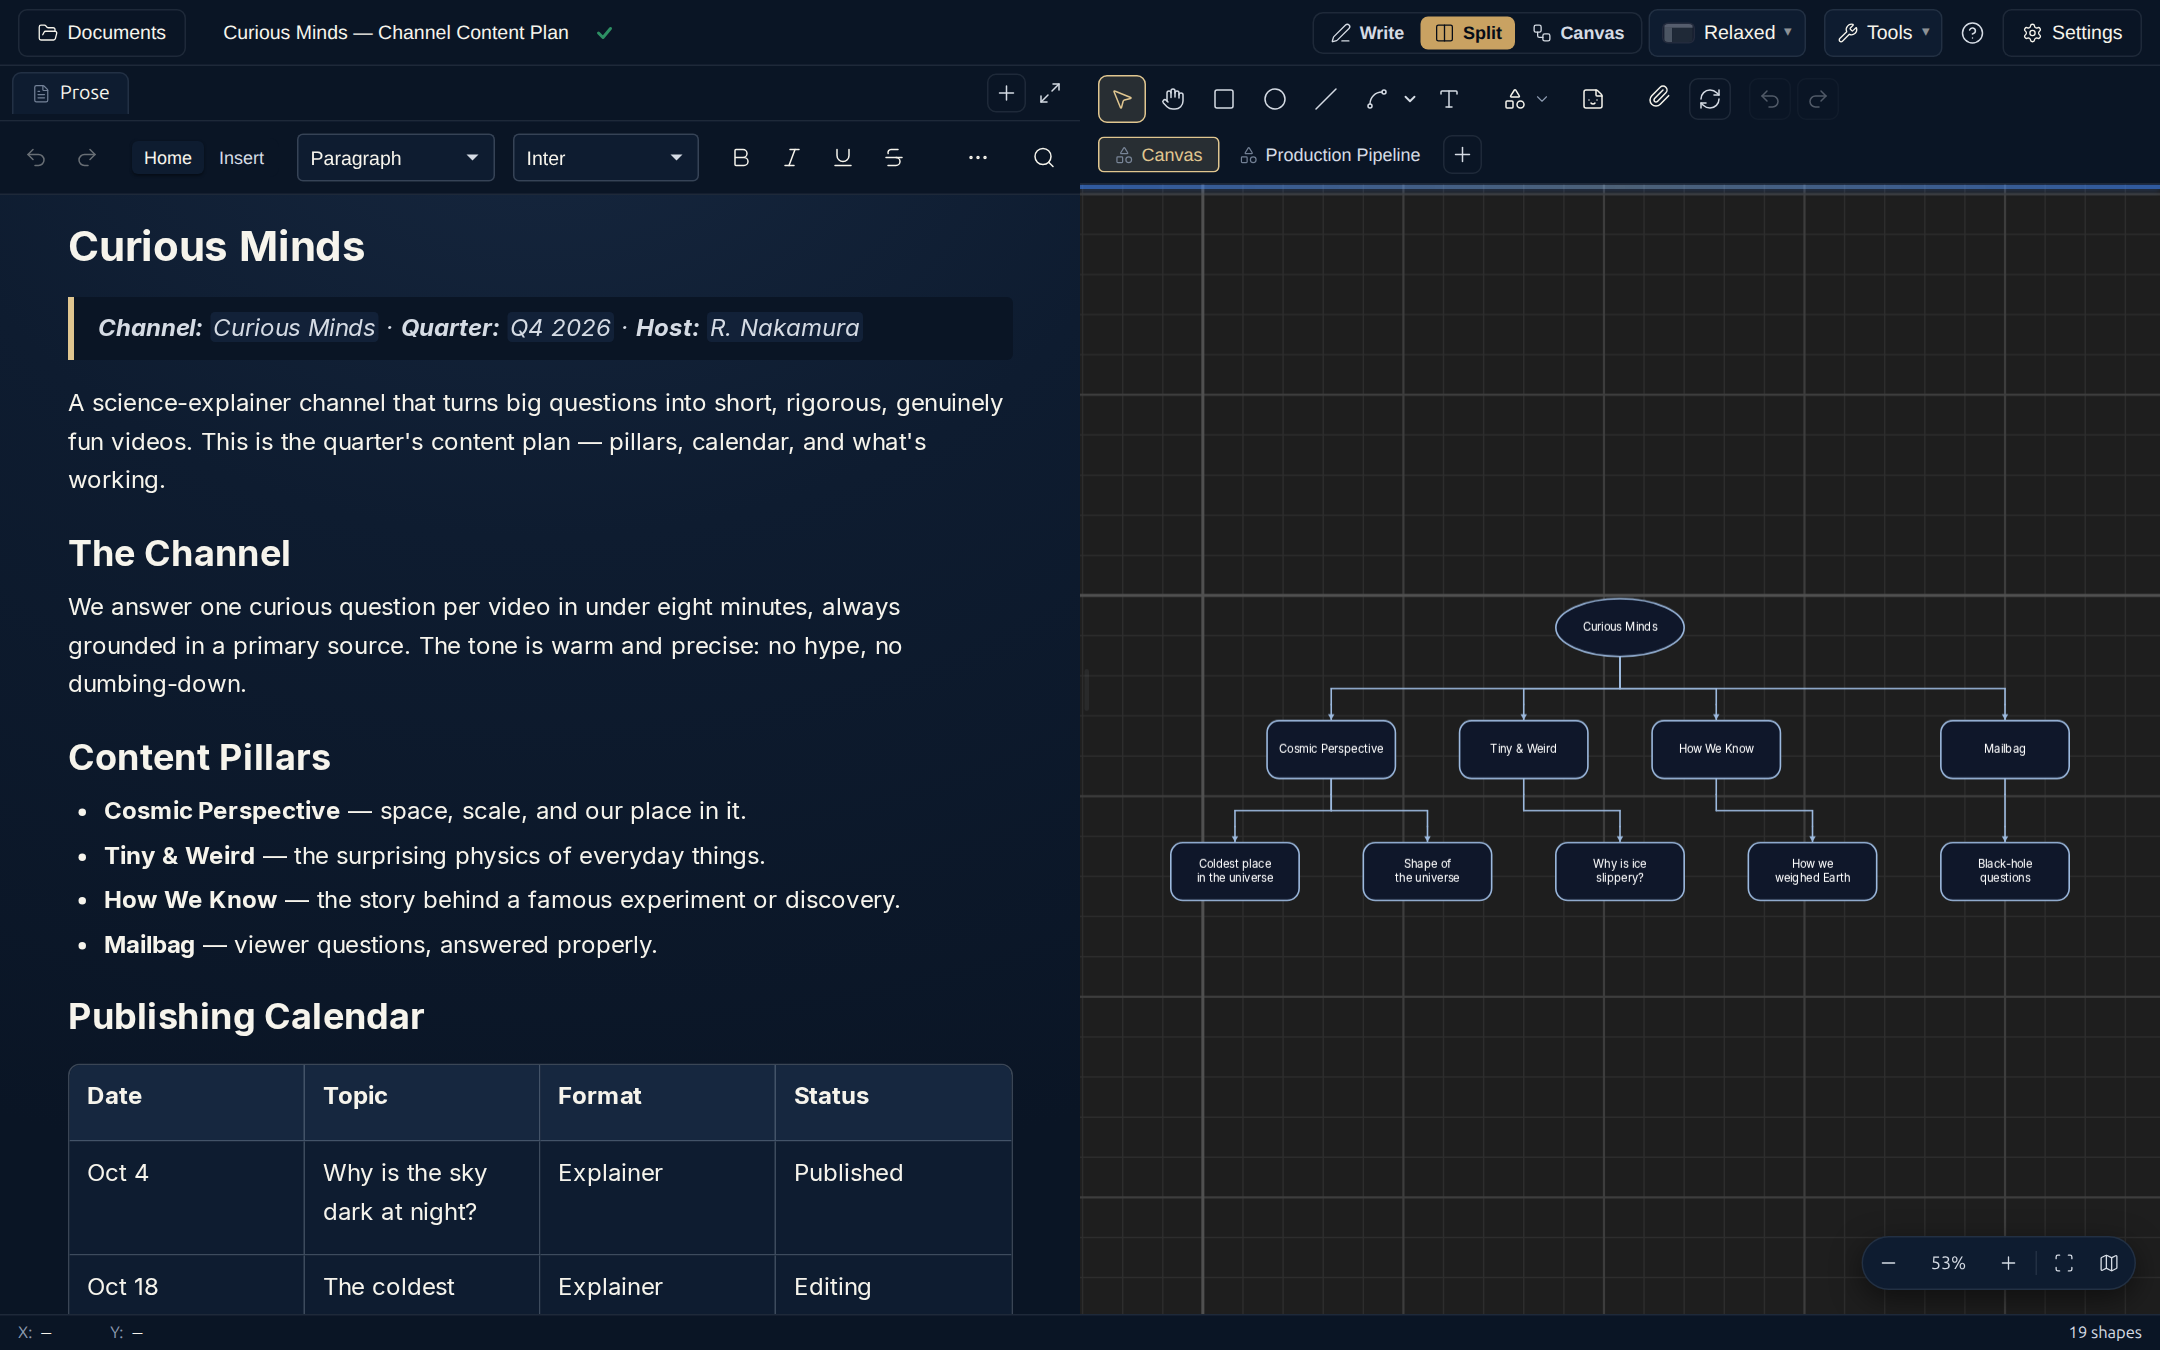 Documents
Curious Minds — Channel Content Plan
Write
Split
Canvas
Relaxed
Tools
Settings
Prose
Home
Insert
Paragraph
Inter
Canvas
Production Pipeline
Curious Minds
Channel: Curious Minds · Quarter: Q4 2026 · Host: R. Nakamura
A science-explainer channel that turns big questions into short, rigorous, genuinely
fun videos. This is the quarter's content plan — pillars, calendar, and what's
working.
The Channel
We answer one curious question per video in under eight minutes, always
grounded in a primary source. The tone is warm and precise: no hype, no
dumbing-down.
Content Pillars
• Cosmic Perspective — space, scale, and our place in it.
• Tiny & Weird — the surprising physics of everyday things.
• How We Know — the story behind a famous experiment or discovery.
• Mailbag — viewer questions, answered properly.
Publishing Calendar
Date Topic Format Status
Oct 4 Why is the sky Explainer Published
dark at night?
Oct 18 The coldest Explainer Editing
Curious Minds
Cosmic Perspective
Tiny & Weird
How We Know
Mailbag
Coldest place
in the universe
Shape of
the universe
Why is ice
slippery?
How we
weighed Earth
Black-hole
questions
53%
X: –
Y: –
19 shapes